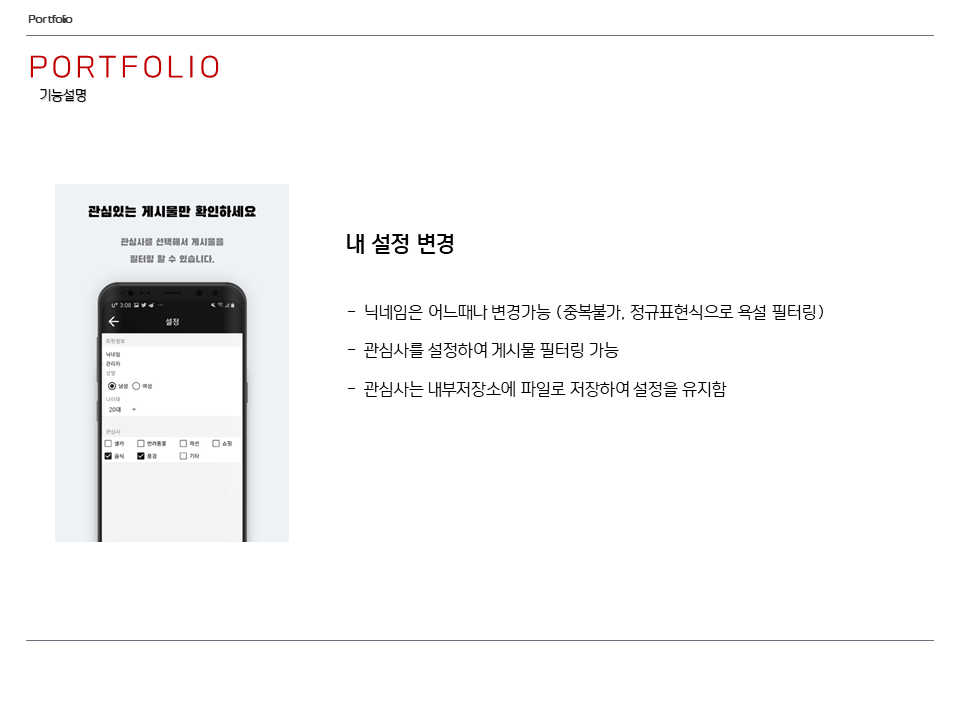 Portfolio
PORTFOLIO
기능설명
관심있는 게시물만 확인하세요
관심사를 선택해서 게시물을
필터링 할 수 있습니다.
U+ 3:08
설정
회원정보
닉네임
관리자
성별
남성 여성
나이대
20대
관심사
셀카 반려동물 패션 쇼핑
음식 풍경 기타
내 설정 변경
- 닉네임은 어느때나 변경가능 (중복불가, 정규표현식으로 욕설 필터링)
- 관심사를 설정하여 게시물 필터링 가능
- 관심사는 내부저장소에 파일로 저장하여 설정을 유지함